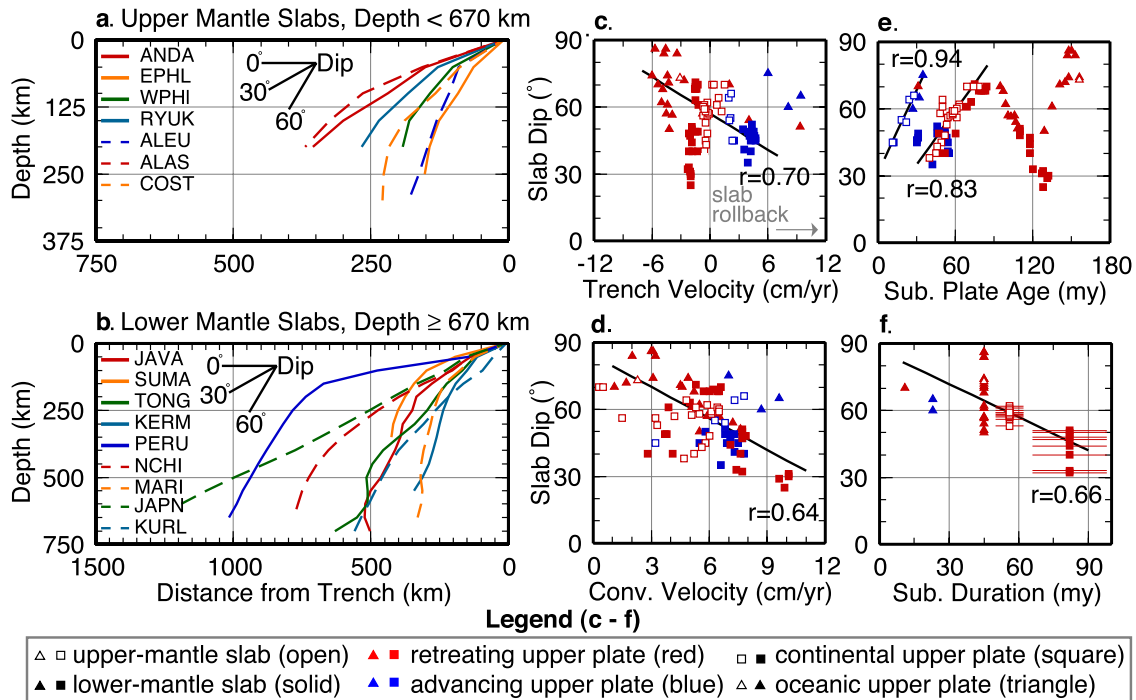 a. Upper Mantle Slabs, Depth < 670 km
0
125
250
375
Depth (km)
750
500
250
0
ANDA
EPHL
WPHI
RYUK
ALEU
ALAS
COST
0°
30°
60°
Dip
b. Lower Mantle Slabs, Depth ≥ 670 km
0
250
500
750
Depth (km)
1500
1000
500
0
Distance from Trench (km)
JAVA
SUMA
TONG
KERM
PERU
NCHI
MARI
JAPN
KURL
0°
30°
60°
Dip
c.
90
60
30
0
Slab Dip (°)
-12
-6
0
6
12
Trench Velocity (cm/yr)
r=0.70
slab
rollback
d.
90
60
30
0
Slab Dip (°)
0
3
6
9
12
Conv. Velocity (cm/yr)
r=0.64
e.
90
60
30
0
0
60
120
180
Sub. Plate Age (my)
r=0.94
r=0.83
f.
90
60
30
0
0
30
60
90
Sub. Duration (my)
r=0.66
Legend (c - f)
upper-mantle slab (open)
retreating upper plate (red)
continental upper plate (square)
lower-mantle slab (solid)
advancing upper plate (blue)
oceanic upper plate (triangle)